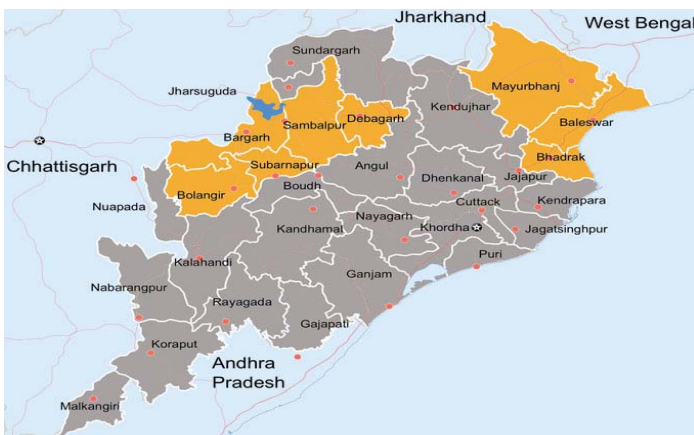 Jharkhand
West Bengal
Sundargarh
Jharsuguda
Mayurbhanj
Kendujhar
Debagarh
Sambalpur
Baleswar
Bargarh
Bhadrak
Chhattisgarh
Subarnapur
Angul
Bolangir
Boudh
Dhenkanal
Jajapur
Nuapada
Cuttack
Kendrapara
Nayagarh
Kandhamal
Khordha
Jagatsinghpur
Puri
Kalahandi
Ganjam
Nabarangpur
Rayagada
Gajapati
Koraput
Andhra
Pradesh
Malkangiri